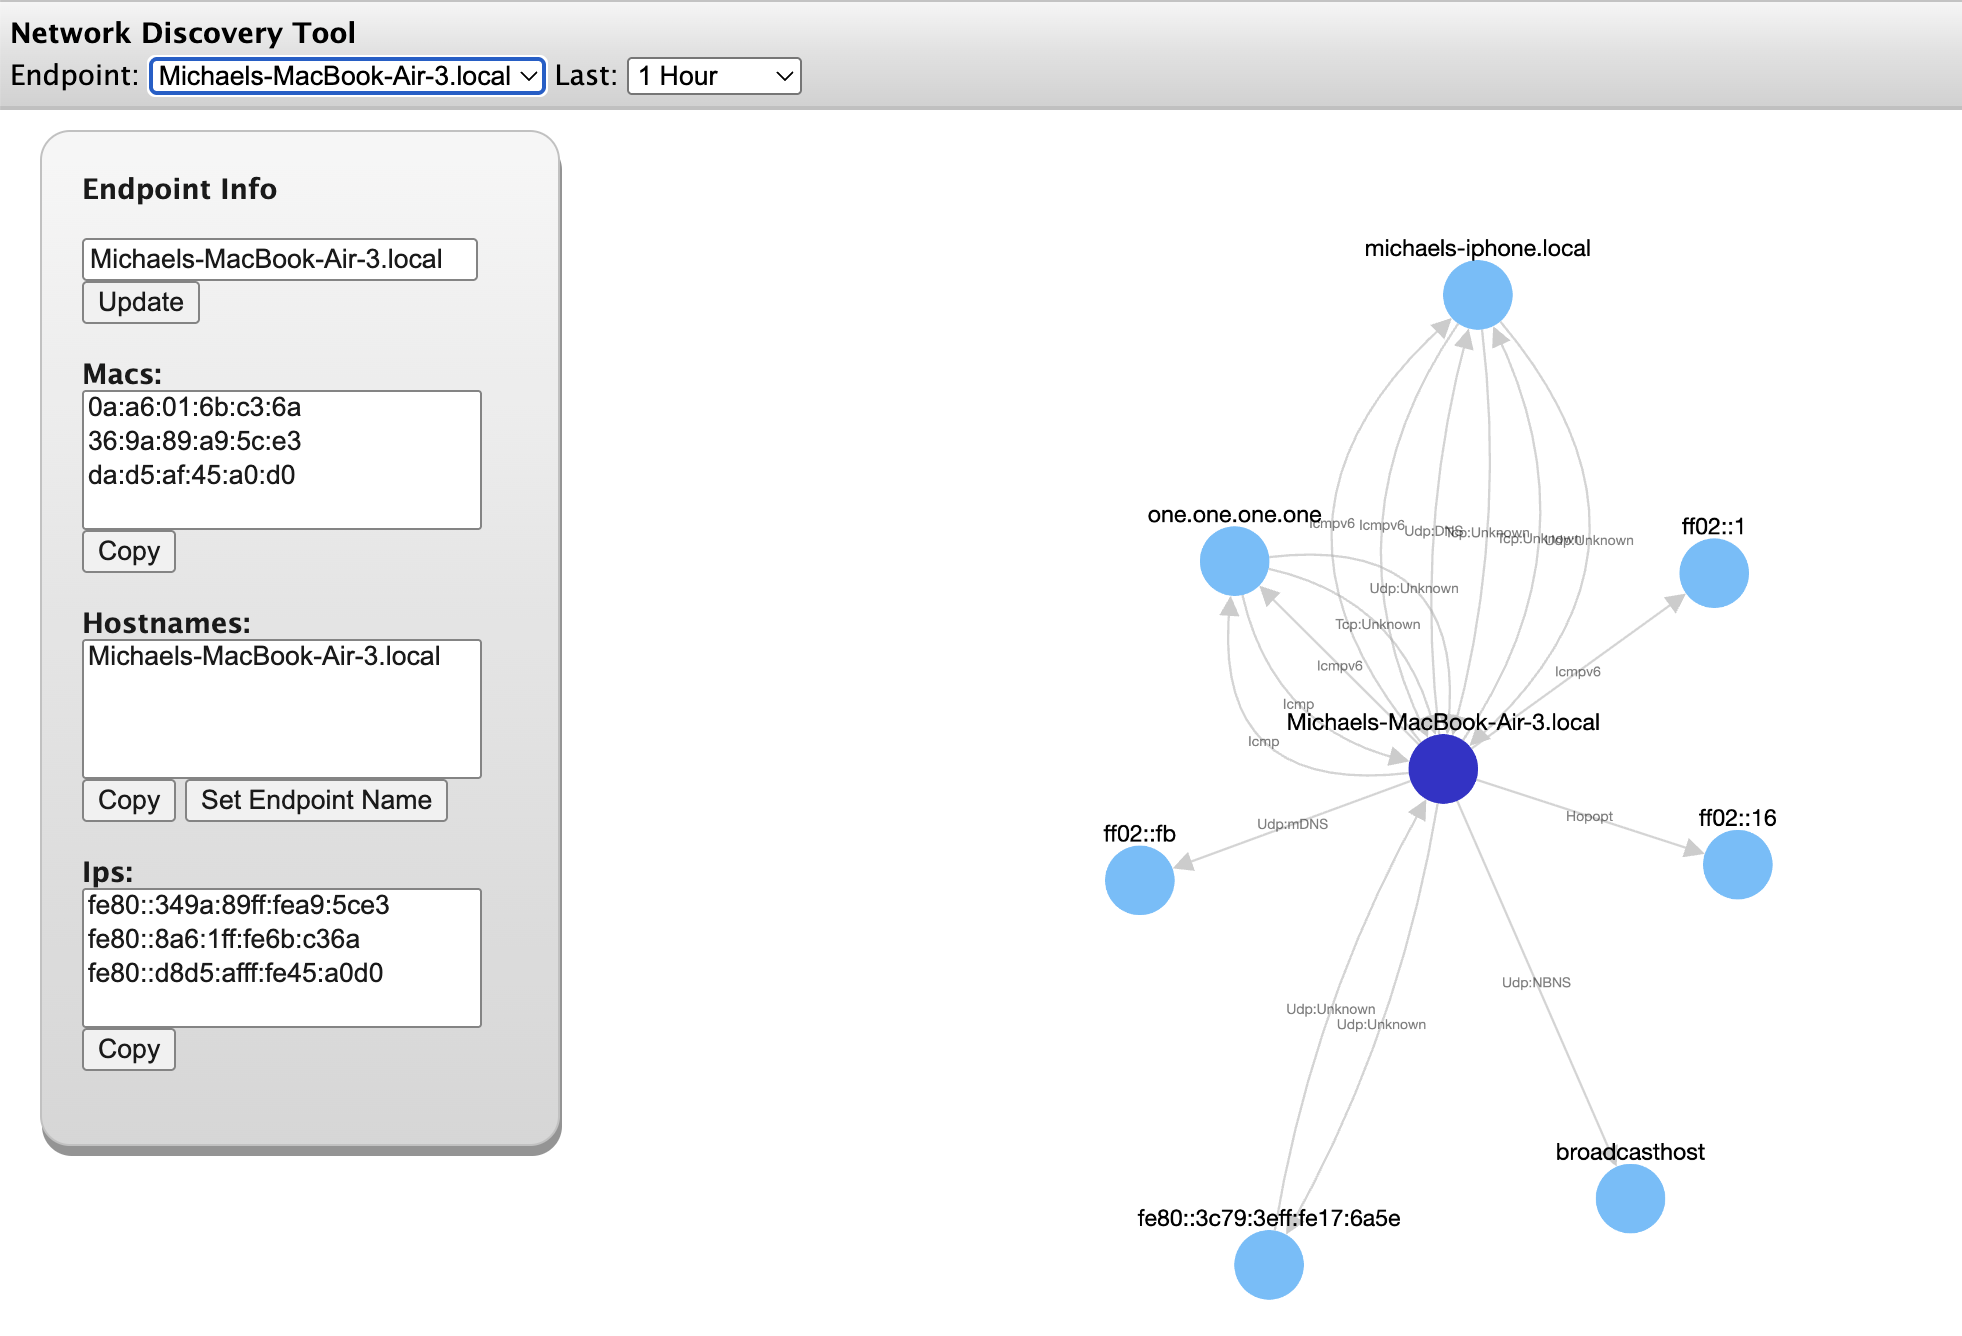 Network Discovery Tool
Endpoint: Michaels-MacBook-Air-3.local Last: 1 Hour
Endpoint Info
Michaels-MacBook-Air-3.local
Update
Macs:
0a:a6:01:6b:c3:6a
36:9a:89:a9:5c:e3
da:d5:af:45:a0:d0
Copy
Hostnames:
Michaels-MacBook-Air-3.local
Copy Set Endpoint Name
Ips:
fe80::349a:89ff:fea9:5ce3
fe80::8a6:1ff:fe6b:c36a
fe80::d8d5:afff:fe45:a0d0
Copy
michaels-iphone.local
one.one.one.one
Icmpv6
Icmpv6
Udp:DNS
Tcp:Unknown
Tcp:Unknown
Udp:Unknown
ff02::1
Udp:Unknown
Tcp:Unknown
Icmpv6
Icmpv6
Icmp
Michaels-MacBook-Air-3.local
Icmp
ff02::fb
Udp:mDNS
Hopopt
ff02::16
Udp:NBNS
Udp:Unknown
Udp:Unknown
broadcasthost
fe80::3c79:3eff:fe17:6a5e